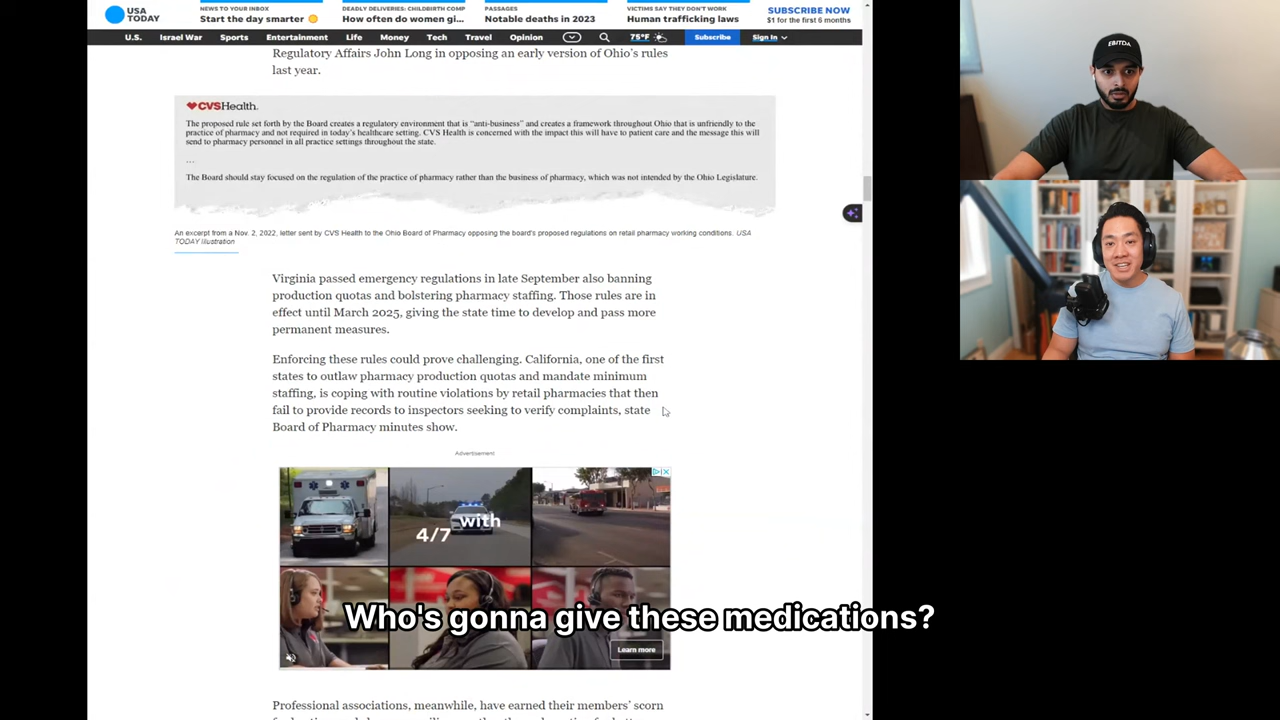 USA
TODAY
NEWS TO YOUR INBOX
Start the day smarter
DEADLY DELIVERIES: CHILDBIRTH COMP
How often do women gi...
PASSAGES
Notable deaths in 2023
VICTIMS SAY THEY DON'T WORK
Human trafficking laws
SUBSCRIBE NOW
$1 for the first 6 months
U.S. Israel War Sports Entertainment Life Money Tech Travel Opinion 75°F Subscribe Sign In
Regulatory Affairs John Long in opposing an early version of Ohio's rules
last year.
CVSHealth.
The proposed rule set forth by the Board creates a regulatory environment that is "anti-business" and creates a framework throughout Ohio that is unfriendly to the
practice of pharmacy and not required in today's healthcare setting. CVS Health is concerned with the impact this will have to patient care and the message this will
send to pharmacy personnel in all practice settings throughout the state.
...
The Board should stay focused on the regulation of the practice of pharmacy rather than the business of pharmacy, which was not intended by the Ohio Legislature.
An excerpt from a Nov. 2, 2022, letter sent by CVS Health to the Ohio Board of Pharmacy opposing the board's proposed regulations on retail pharmacy working conditions. USA
TODAY Illustration
Virginia passed emergency regulations in late September also banning
production quotas and bolstering pharmacy staffing. Those rules are in
effect until March 2025, giving the state time to develop and pass more
permanent measures.
Enforcing these rules could prove challenging. California, one of the first
states to outlaw pharmacy production quotas and mandate minimum
staffing, is coping with routine violations by retail pharmacies that then
fail to provide records to inspectors seeking to verify complaints, state
Board of Pharmacy minutes show.
Advertisement
4/7 with
Who's gonna give these medications?
Learn more
Professional associations, meanwhile, have earned their members' scorn
EBITDA